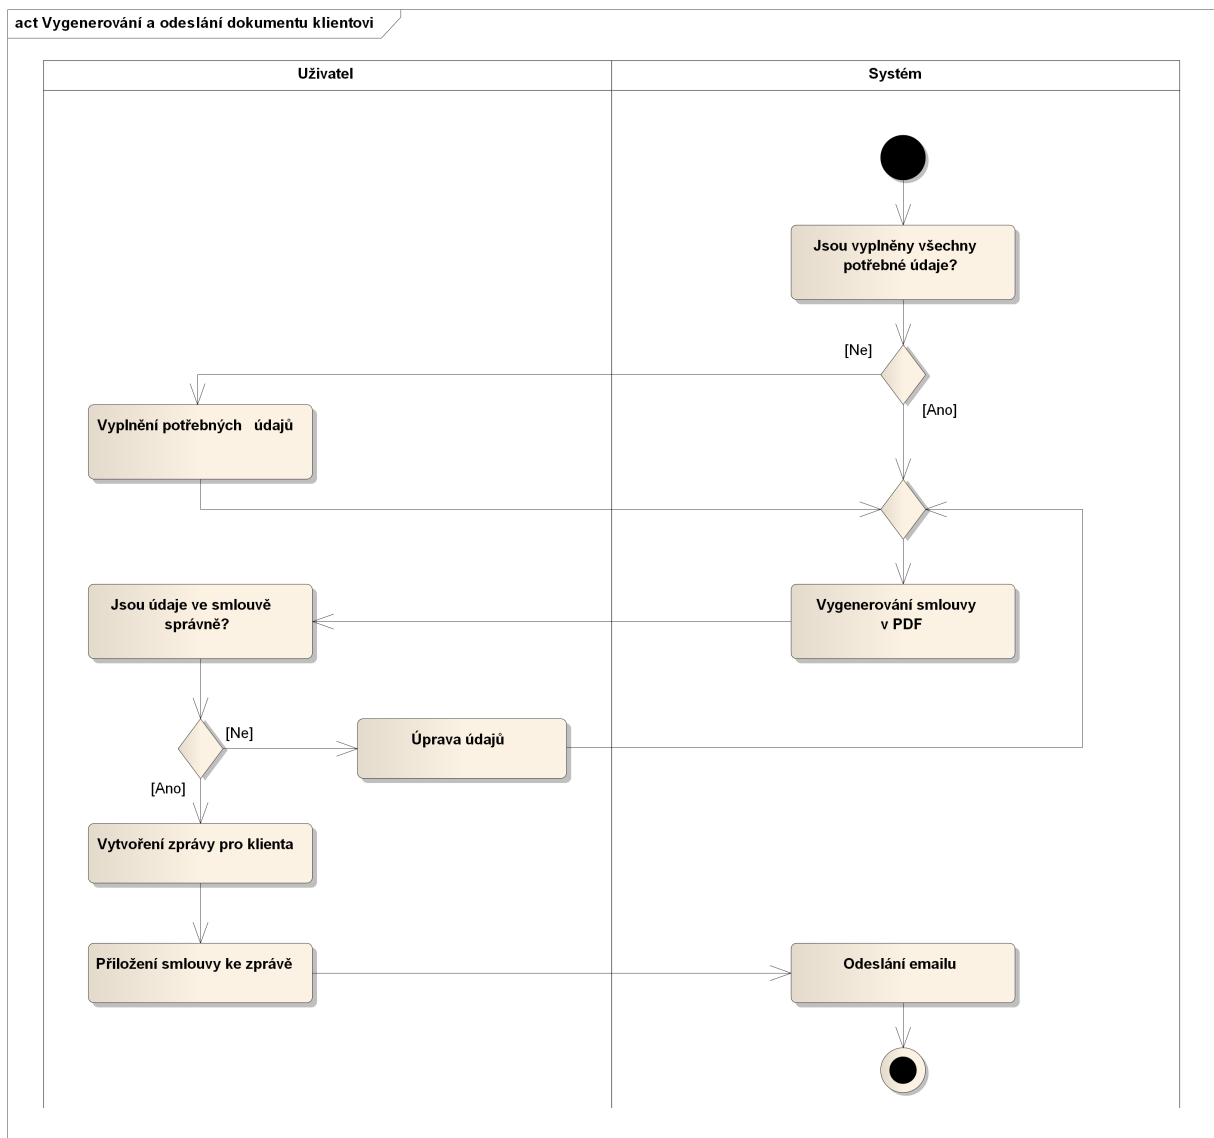 act Vygenerování a odeslání dokumentu klientovi
Uživatel
Systém
Jsou vyplněny všechny
potřebné údaje?
[Ne]
[Ano]
Vyplnění potřebných údajů
Jsou údaje ve smlouvě
správně?
Vygenerování smlouvy
v PDF
[Ne]
Úprava údajů
[Ano]
Vytvoření zprávy pro klienta
Přiložení smlouvy ke zprávě
Odeslání emailu